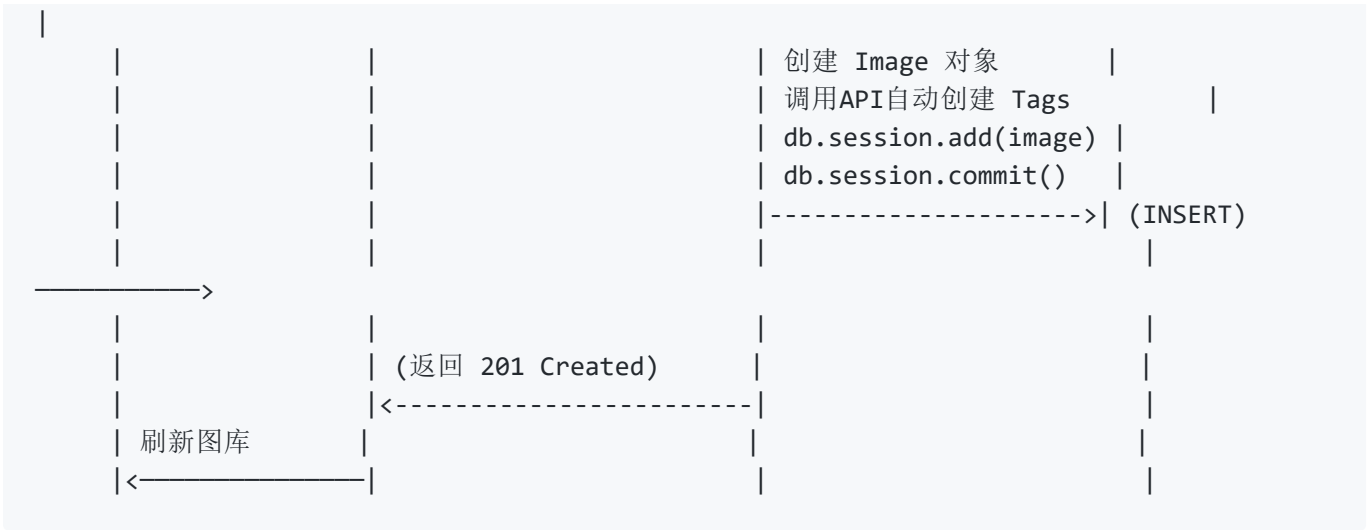 |
| | | 创建 Image 对象 |
| | | 调用API自动创建 Tags |
| | | db.session.add(image) |
| | | db.session.commit() |
| | |--------------------->| (INSERT)
| | | |
───────────>
| | | |
| | (返回 201 Created) | |
| |<------------------------| |
| 刷新图库 | | |
|<───────────────| | |